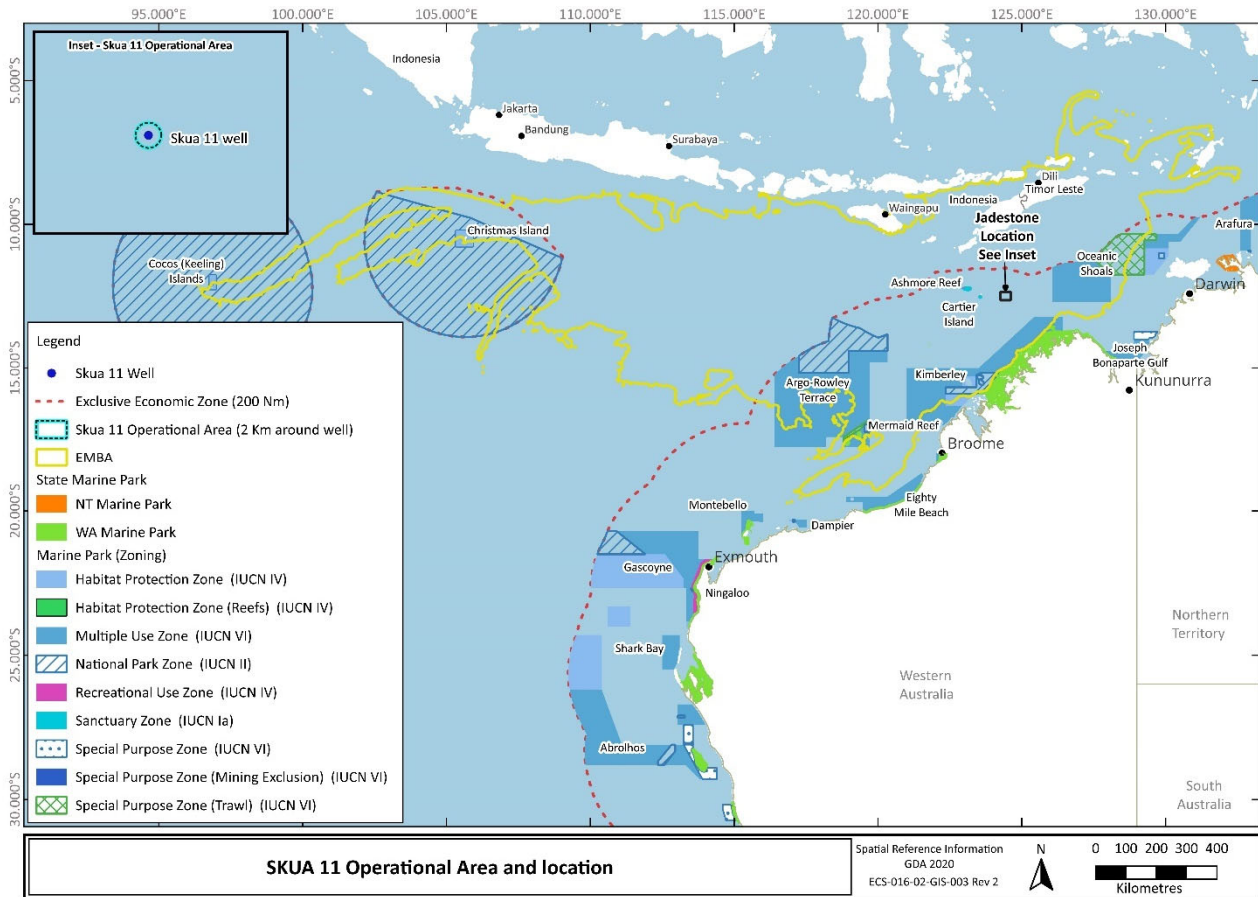 95.000°E
100.000°E
105.000°E
110.000°E
115.000°E
120.000°E
125.000°E
130.000°E
5.000°S
10.000°S
15.000°S
20.000°S
25.000°S
30.000°S
Inset - Skua 11 Operational Area
Skua 11 well
Indonesia
Jakarta
Bandung
Surabaya
Dili
Timor Leste
Indonesia
Waingapu
Jadestone
Location
See Inset
Arafura
Christmas Island
Cocos (Keeling)
Islands
Oceanic
Shoals
Ashmore Reef
Darwin
Cartier
Island
Joseph
Bonaparte Gulf
Kununurra
Kimberley
Argo-Rowley
Terrace
Mermaid Reef
Broome
Eighty
Mile Beach
Montebello
Dampier
Exmouth
Gascoyne
Ningaloo
Shark Bay
Abrolhos
Northern
Territory
Western
Australia
South
Australia
Legend
Skua 11 Well
Exclusive Economic Zone (200 Nm)
Skua 11 Operational Area (2 Km around well)
EMBA
State Marine Park
NT Marine Park
WA Marine Park
Marine Park (Zoning)
Habitat Protection Zone (IUCN IV)
Habitat Protection Zone (Reefs) (IUCN IV)
Multiple Use Zone (IUCN VI)
National Park Zone (IUCN II)
Recreational Use Zone (IUCN IV)
Sanctuary Zone (IUCN Ia)
Special Purpose Zone (IUCN VI)
Special Purpose Zone (Mining Exclusion) (IUCN VI)
Special Purpose Zone (Trawl) (IUCN VI)
SKUA 11 Operational Area and location
Spatial Reference Information
GDA 2020
ECS-016-02-GIS-003 Rev 2
N
0 100 200 300 400
Kilometres